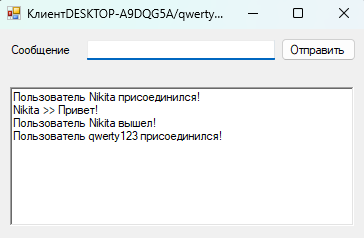 КлиентDESKTOP-A9DQG5A/qwerty...
Сообщение
Отправить
Пользователь Nikita присоединился!
Nikita >> Привет!
Пользователь Nikita вышел!
Пользователь qwerty123 присоединился!